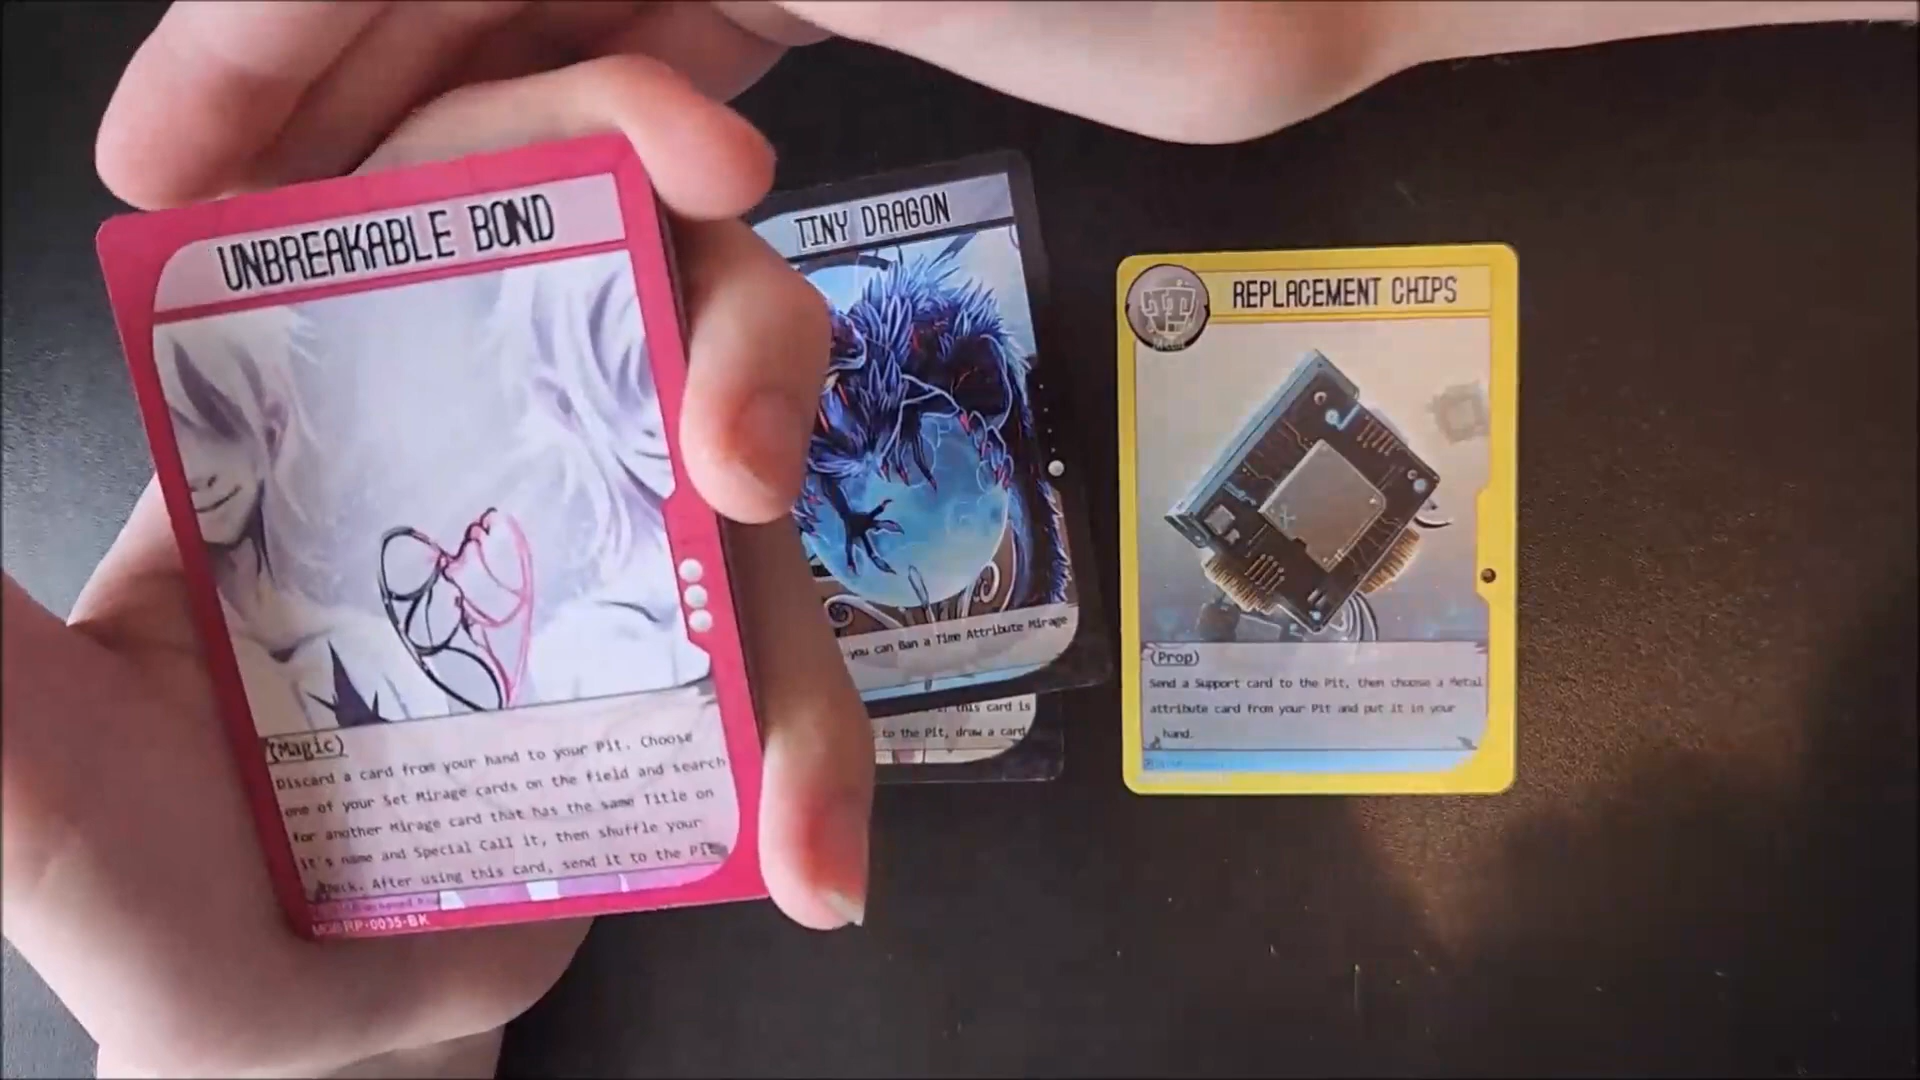 UNBREAKABLE BOND
(Magic)
Discard a card from your hand to your Pit. Choose
one of your Set Mirage cards on the field and search
for another Mirage card that has the same Title on
it's name and Special Call it, then shuffle your
deck. After using this card, send it to the Pit
TINY DRAGON
you can Ban a Time Attribute Mirage
this card is
to the Pit, draw a card
REPLACEMENT CHIPS
(Prop)
Send a Support card to the Pit, then choose a Metal
attribute card from your Pit and put it in your
hand.